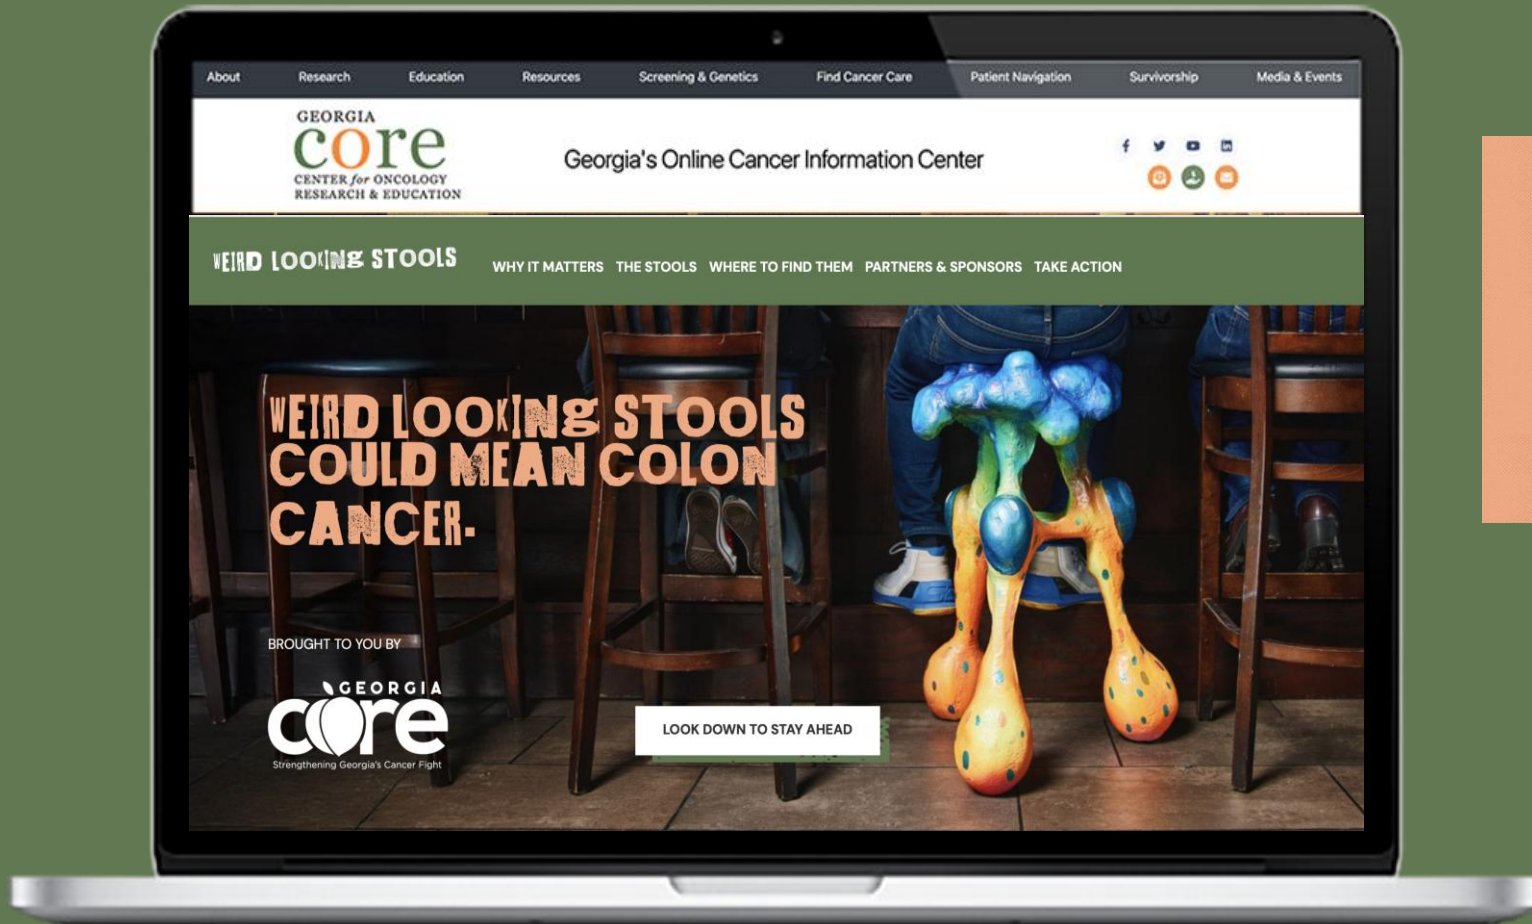 About Research Education Resources Screening & Genetics Find Cancer Care Patient Navigation Survivorship Media & Events
GEORGIA
core
CENTER for ONCOLOGY
RESEARCH & EDUCATION
Georgia's Online Cancer Information Center
WEIRD LOOKING STOOLS
WHY IT MATTERS THE STOOLS WHERE TO FIND THEM PARTNERS & SPONSORS TAKE ACTION
WEIRD LOOKING STOOLS
COULD MEAN COLON
CANCER.
BROUGHT TO YOU BY
GEORGIA
core
Strengthening Georgia's Cancer Fight
LOOK DOWN TO STAY AHEAD